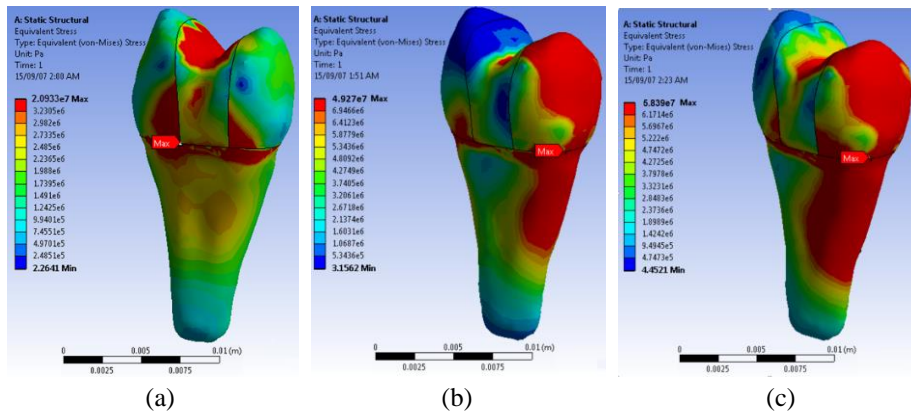 A: Static Structural
Equivalent Stress
Type: Equivalent (von-Mises) Stress
Unit: Pa
Time: 1
15/09/07 2:00 AM
2.0933e7 Max
3.2305e6
2.982e6
2.7335e6
2.485e6
2.2365e6
1.988e6
1.7395e6
1.491e6
1.2425e6
9.9401e5
7.4551e5
4.9701e5
2.4851e5
2.2641 Min
Max
0 0.005 0.01 (m)
0.0025 0.0075
(a)
A: Static Structural
Equivalent Stress
Type: Equivalent (von-Mises) Stress
Unit: Pa
Time: 1
15/09/07 1:51 AM
4.927e7 Max
6.9466e6
6.4123e6
5.8779e6
5.3436e6
4.8092e6
4.2749e6
3.7405e6
3.2061e6
2.6718e6
2.1374e6
1.6031e6
1.0687e6
5.3436e5
3.1562 Min
Max
0 0.005 0.01 (m)
0.0025 0.0075
(b)
A: Static Structural
Equivalent Stress
Type: Equivalent (von-Mises) Stress
Unit: Pa
Time: 1
15/09/07 2:23 AM
6.839e7 Max
6.1714e6
5.6967e6
5.222e6
4.7472e6
4.2725e6
3.7978e6
3.3231e6
2.8483e6
2.3736e6
1.8989e6
1.4242e6
9.4945e5
4.7473e5
4.4521 Min
Max
0 0.005 0.01 (m)
0.0025 0.0075
(c)